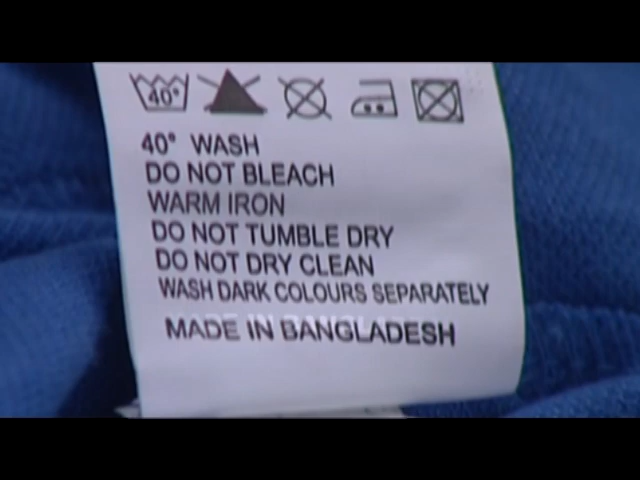 40°
40° WASH
DO NOT BLEACH
WARM IRON
DO NOT TUMBLE DRY
DO NOT DRY CLEAN
WASH DARK COLOURS SEPARATELY
MADE IN BANGLADESH